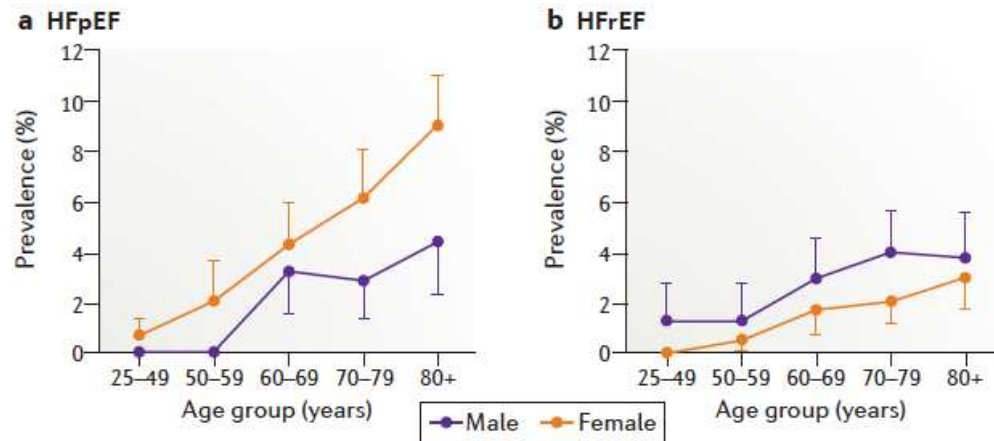 a HFpEF
12
10
8
6
4
2
0
Prevalence (%)
25–49 50–59 60–69 70–79 80+
Age group (years)
b HFrEF
12
10
8
6
4
2
0
Prevalence (%)
25–49 50–59 60–69 70–79 80+
Age group (years)
Male Female